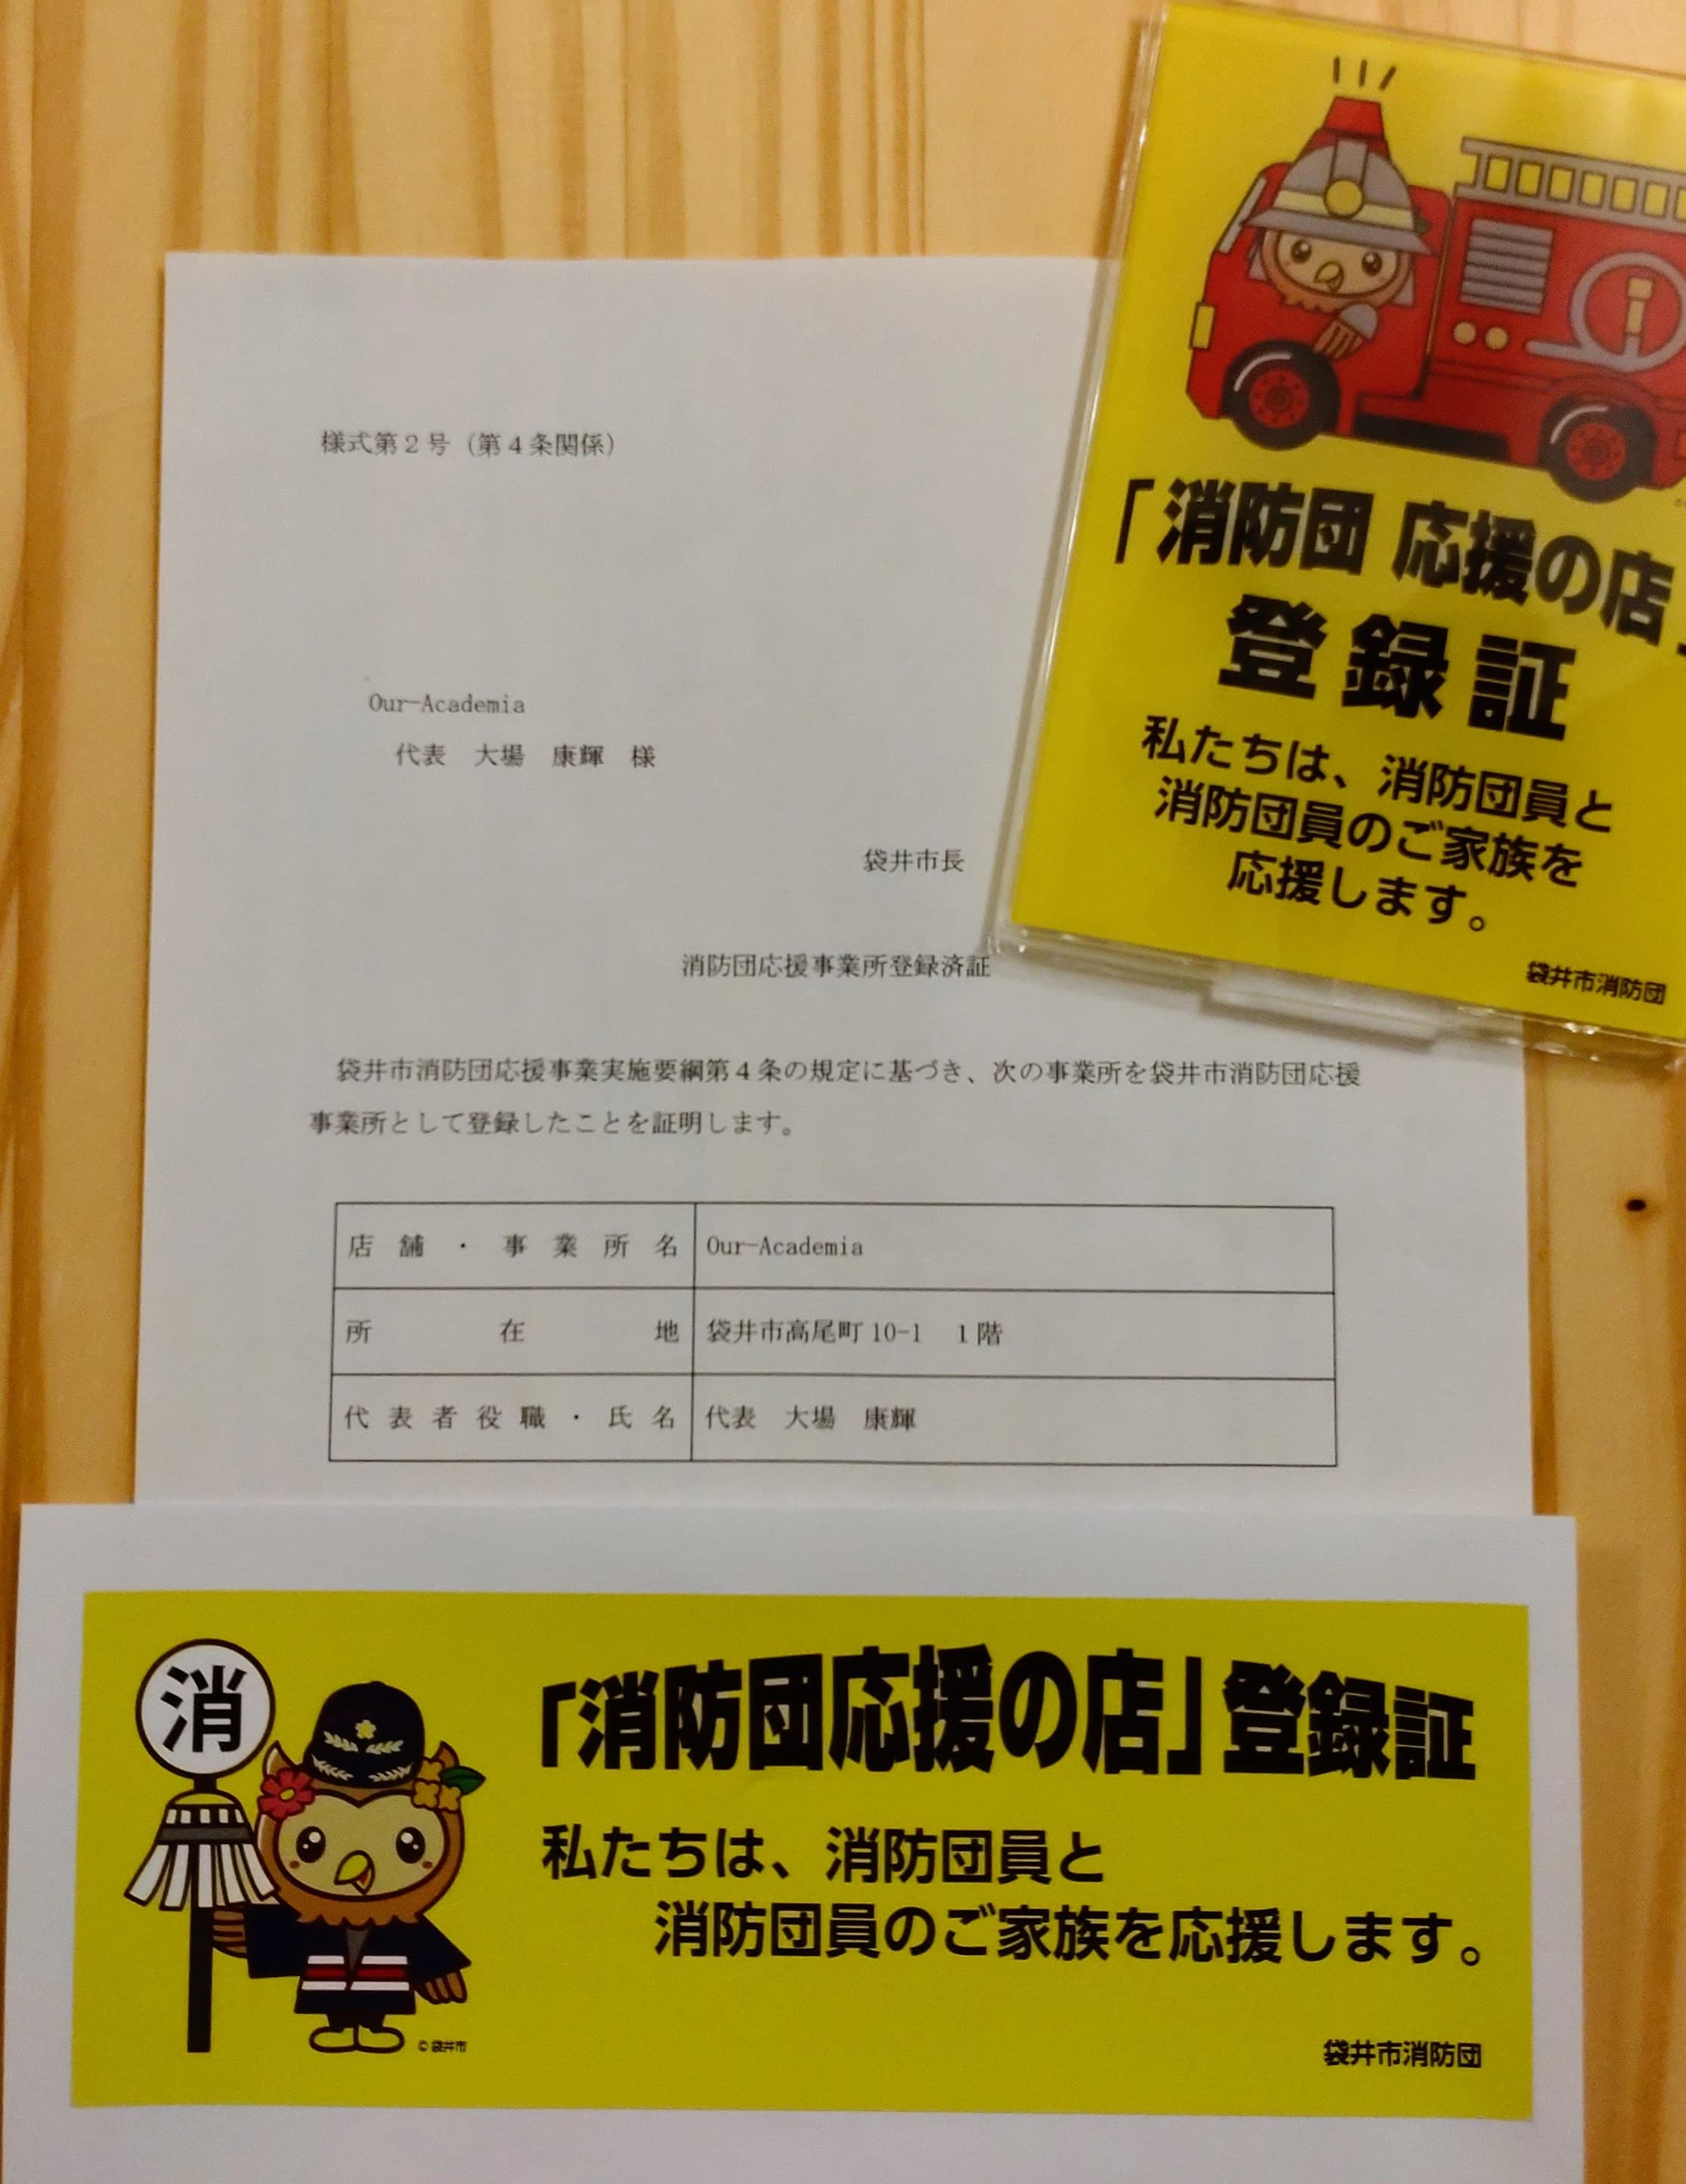 様式第2号（第4条関係）
Our-Academia
代表　大場　康輝　様
袋井市長
消防団応援事業所登録済証
袋井市消防団応援事業実施要綱第4条の規定に基づき、次の事業所を袋井市消防団応援
事業所として登録したことを証明します。
店舗・事業所名　Our-Academia
所在地　袋井市高尾町10-1　1階
代表者役職・氏名　代表　大場　康輝
「消防団 応援の店」
登録証
私たちは、消防団員と
消防団員のご家族を
応援します。
袋井市消防団
消
「消防団応援の店」登録証
私たちは、消防団員と
消防団員のご家族を応援します。
©袋井市
袋井市消防団